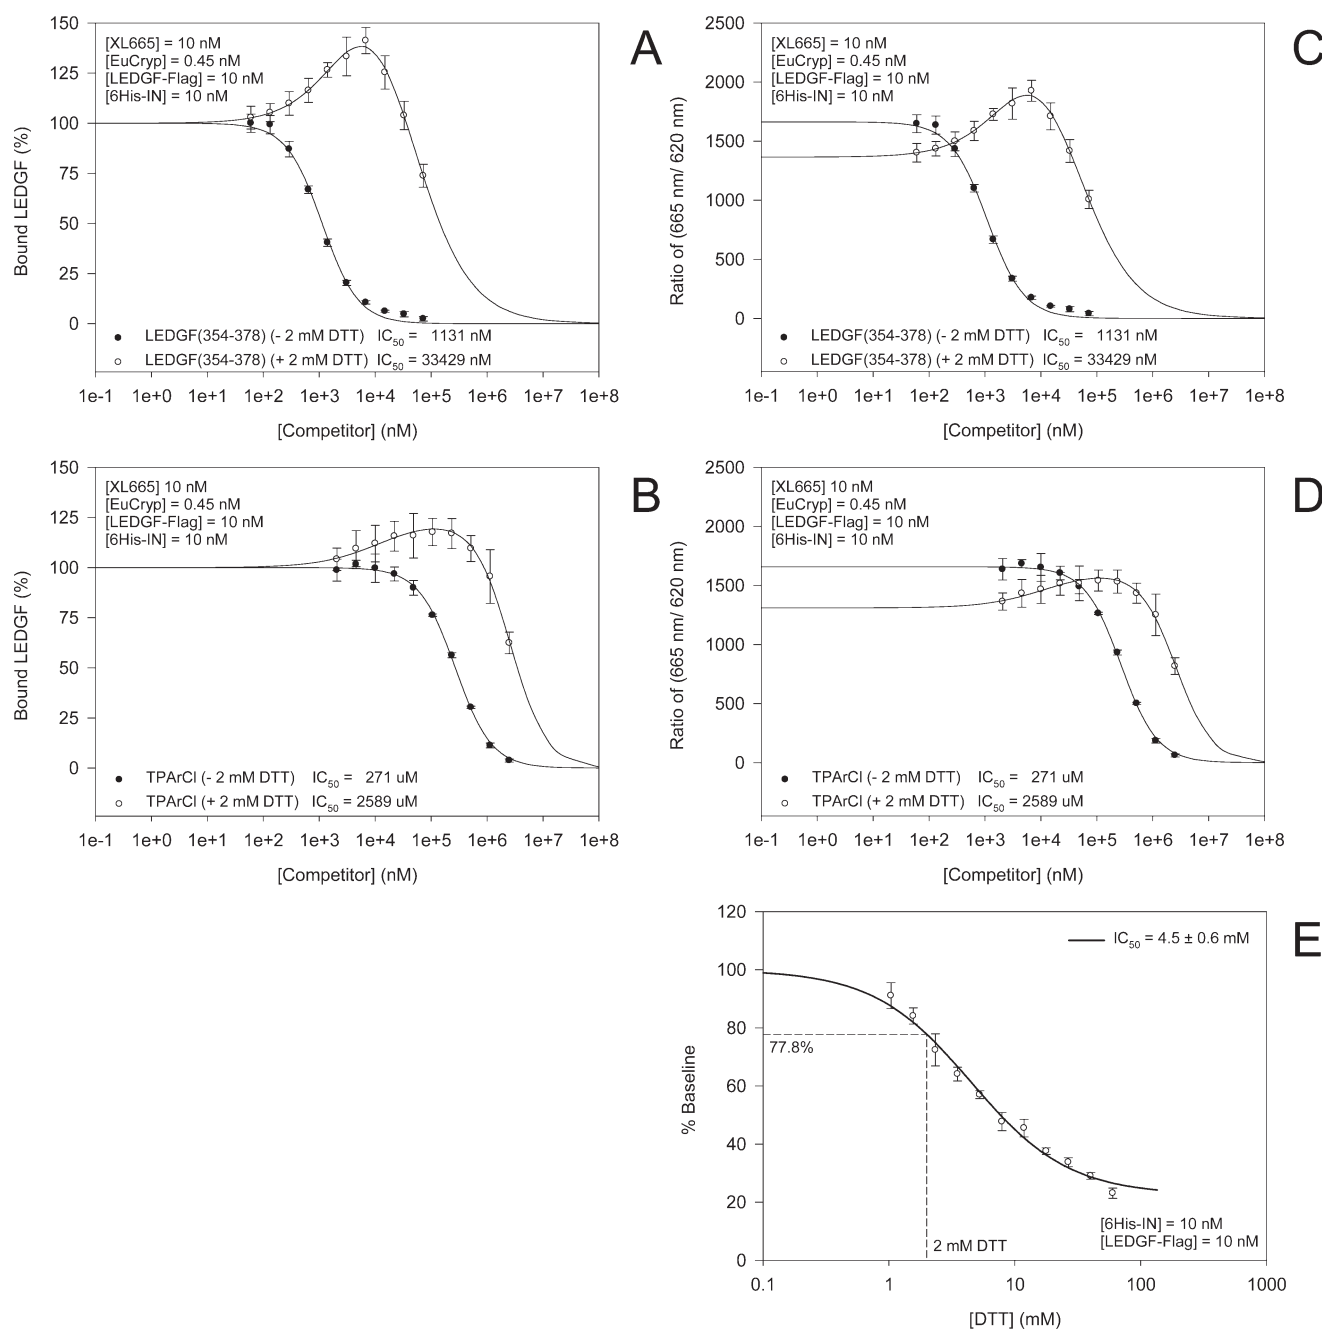 A
150
125
100
75
50
25
0
Bound LEDGF (%)
[XL665] = 10 nM
[EuCryp] = 0.45 nM
[LEDGF-Flag] = 10 nM
[6His-IN] = 10 nM
LEDGF(354-378) (- 2 mM DTT) IC50 = 1131 nM
LEDGF(354-378) (+ 2 mM DTT) IC50 = 33429 nM
1e-1 1e+0 1e+1 1e+2 1e+3 1e+4 1e+5 1e+6 1e+7 1e+8
[Competitor] (nM)
C
2500
2000
1500
1000
500
0
Ratio of (665 nm/ 620 nm)
[XL665] = 10 nM
[EuCryp] = 0.45 nM
[LEDGF-Flag] = 10 nM
[6His-IN] = 10 nM
LEDGF(354-378) (- 2 mM DTT) IC50 = 1131 nM
LEDGF(354-378) (+ 2 mM DTT) IC50 = 33429 nM
1e-1 1e+0 1e+1 1e+2 1e+3 1e+4 1e+5 1e+6 1e+7 1e+8
[Competitor] (nM)
B
150
125
100
75
50
25
0
Bound LEDGF (%)
[XL665] 10 nM
[EuCryp] = 0.45 nM
[LEDGF-Flag] = 10 nM
[6His-IN] = 10 nM
TPArCl (- 2 mM DTT) IC50 = 271 uM
TPArCl (+ 2 mM DTT) IC50 = 2589 uM
1e-1 1e+0 1e+1 1e+2 1e+3 1e+4 1e+5 1e+6 1e+7 1e+8
[Competitor] (nM)
D
2500
2000
1500
1000
500
0
Ratio of (665 nm/ 620 nm)
[XL665] 10 nM
[EuCryp] = 0.45 nM
[LEDGF-Flag] = 10 nM
[6His-IN] = 10 nM
TPArCl (- 2 mM DTT) IC50 = 271 uM
TPArCl (+ 2 mM DTT) IC50 = 2589 uM
1e-1 1e+0 1e+1 1e+2 1e+3 1e+4 1e+5 1e+6 1e+7 1e+8
[Competitor] (nM)
E
120
100
80
60
40
20
0
% Baseline
IC50 = 4.5 ± 0.6 mM
77.8%
2 mM DTT
[6His-IN] = 10 nM
[LEDGF-Flag] = 10 nM
0.1 1 10 100 1000
[DTT] (mM)